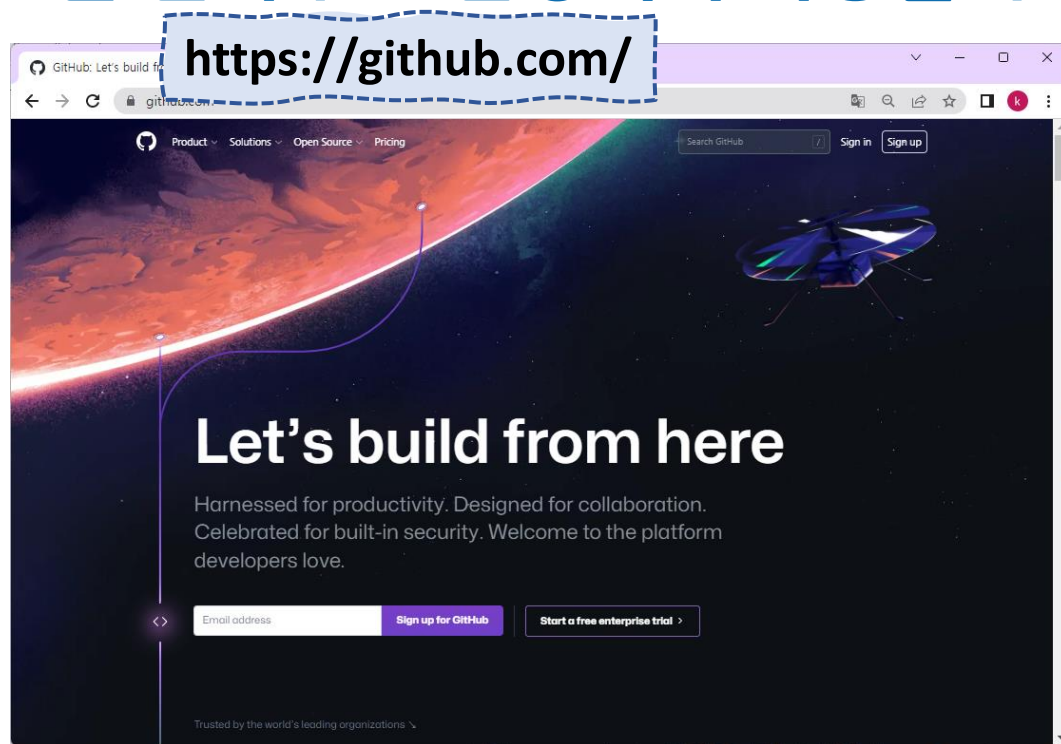 https://github.com/
GitHub: Let's build fr
github.com
Product Solutions Open Source Pricing
Search GitHub /
Sign in Sign up
k
Let's build from here
Harnessed for productivity. Designed for collaboration.
Celebrated for built-in security. Welcome to the platform
developers love.
<>
Email address
Sign up for GitHub
Start a free enterprise trial >
Trusted by the world's leading organizations ↘